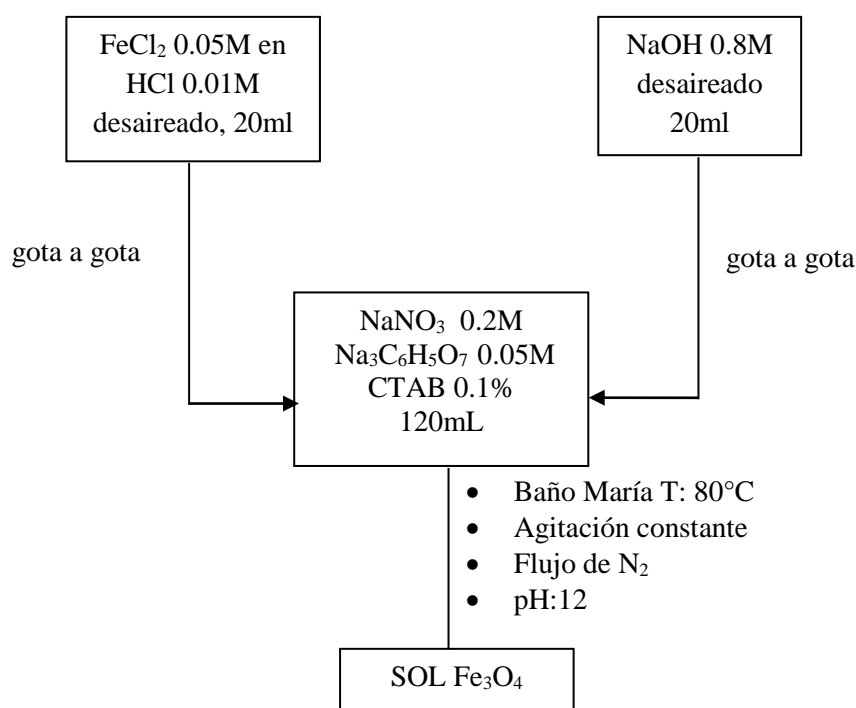 FeCl₂ 0.05M en
HCl 0.01M
desaireado, 20ml
NaOH 0.8M
desaireado
20ml
gota a gota
gota a gota
NaNO₃ 0.2M
Na₃C₆H₅O₇ 0.05M
CTAB 0.1%
120mL
• Baño María T: 80°C
• Agitación constante
• Flujo de N₂
• pH:12
SOL Fe₃O₄